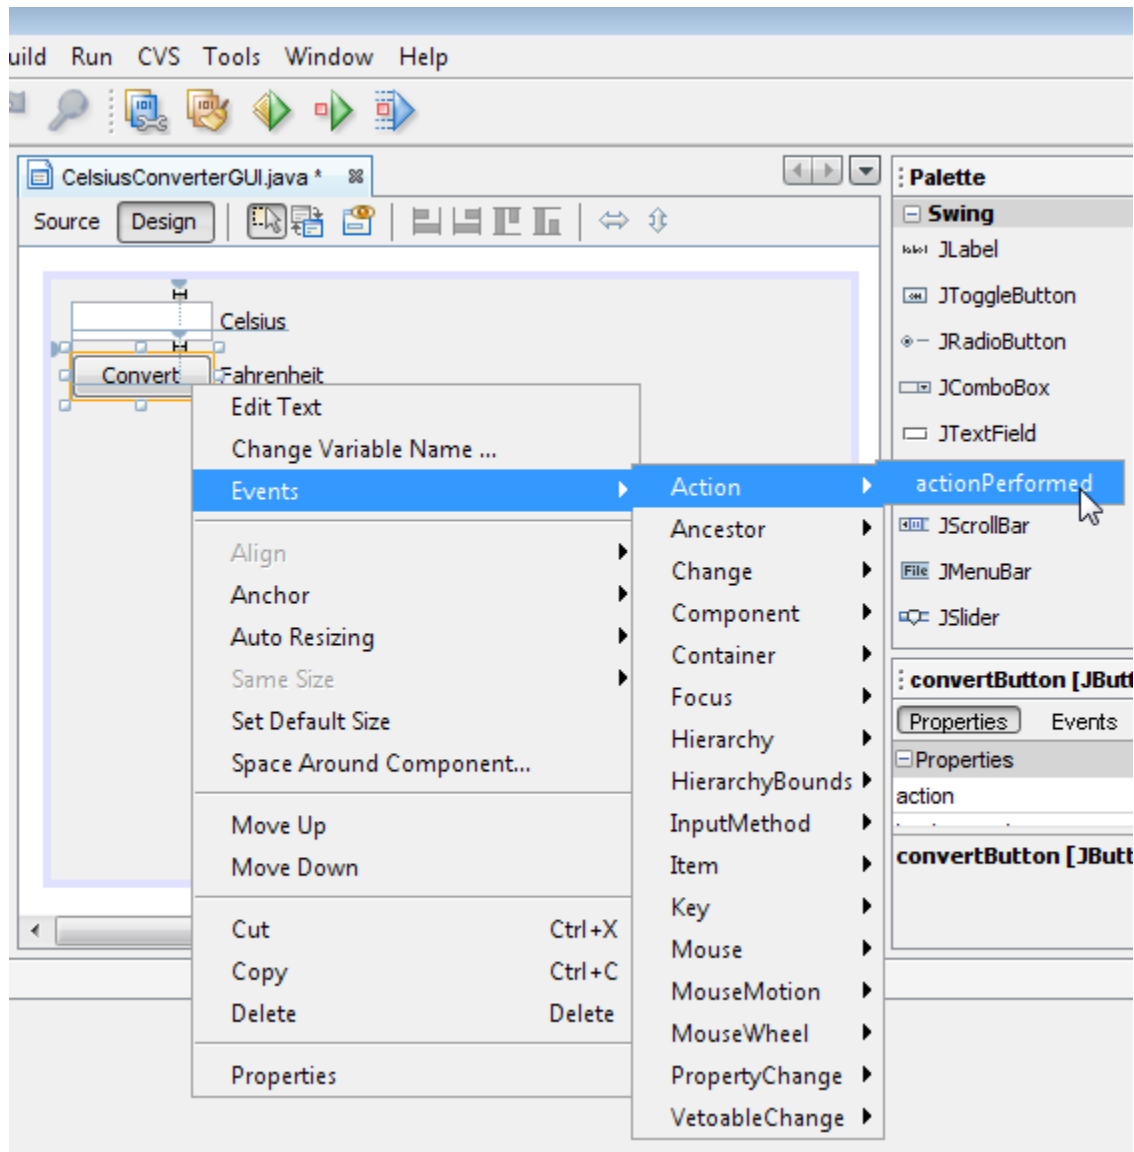 uild Run CVS Tools Window Help
CelsiusConverterGUI.java *
Palette
Source Design
Swing
JLabel
JToggleButton
JRadioButton
JComboBox
JTextField
JScrollBar
File JMenuBar
JSlider
Celsius
Convert Fahrenheit
Edit Text
Change Variable Name ...
Events
Align
Anchor
Auto Resizing
Same Size
Set Default Size
Space Around Component...
Move Up
Move Down
Cut Ctrl+X
Copy Ctrl+C
Delete Delete
Properties
Action
Ancestor
Change
Component
Container
Focus
Hierarchy
HierarchyBounds
InputMethod
Item
Key
Mouse
MouseMotion
MouseWheel
PropertyChange
VetoableChange
actionPerformed
convertButton [JButt
Properties Events
Properties
action
convertButton [JButt